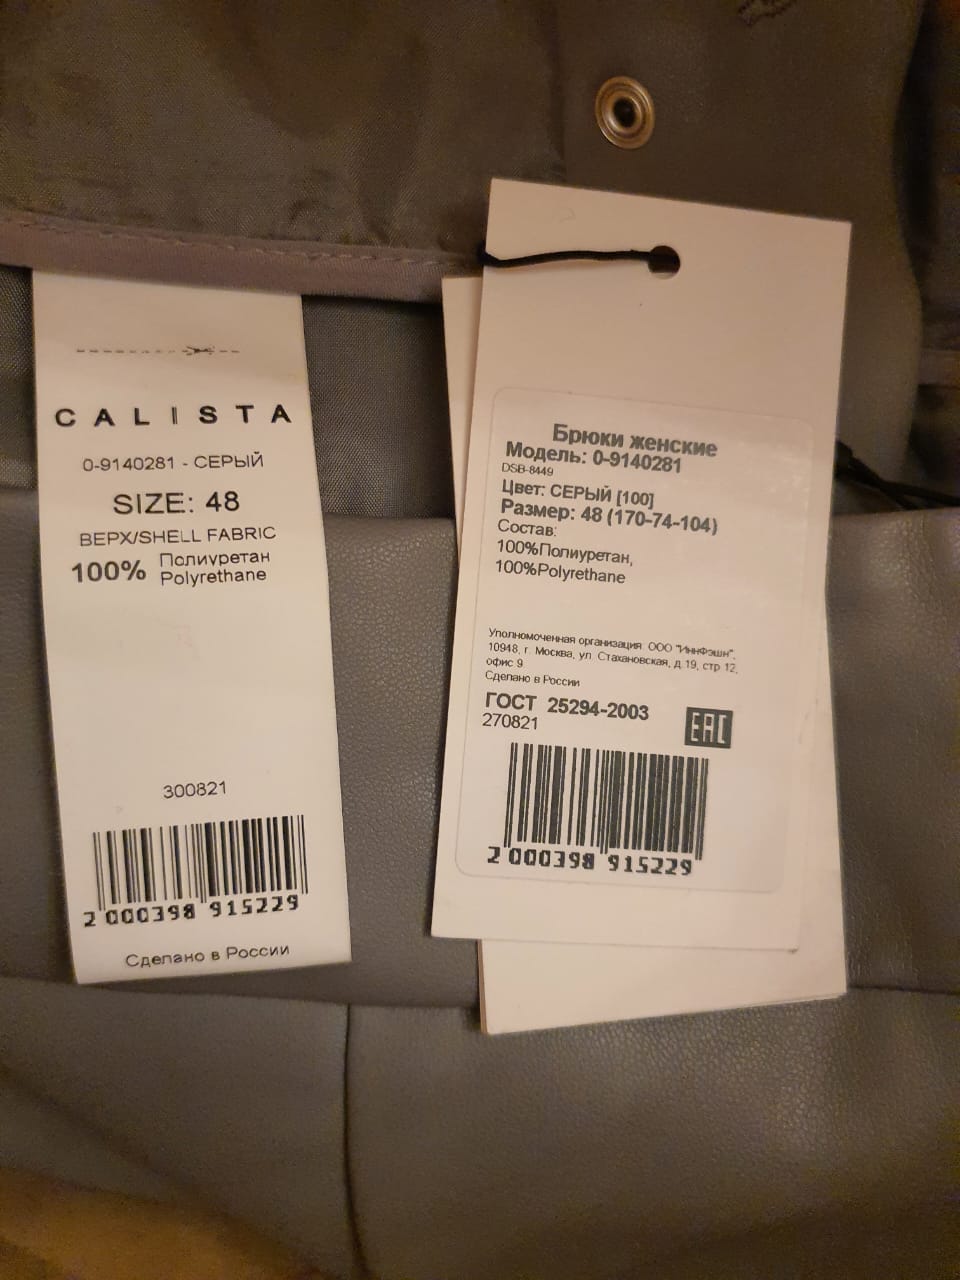 CALISTA
0-9140281 - СЕРЫЙ
SIZE: 48
ВЕРХ/SHELL FABRIC
100% Полиуретан
Polyrethane
300821
2 000398 915229
Сделано в России
Брюки женские
Модель: 0-9140281
DSB-8449
Цвет: СЕРЫЙ [100]
Размер: 48 (170-74-104)
Состав:
100%Полиуретан,
100%Polyrethane
Уполномоченная организация: ООО "ИннФэшн",
10948, г. Москва, ул. Стахановская, д.19, стр 12,
офис 9
Сделано в России
ГОСТ 25294-2003
270821
EAC
2 000398 915229